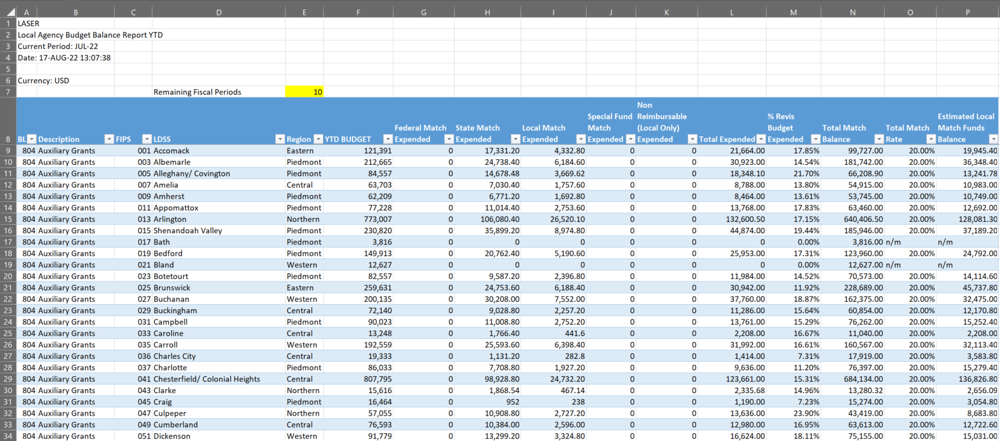 A B C D E F G H I J K L M N O P
1 LASER
2 Local Agency Budget Balance Report YTD
3 Current Period: JUL-22
4 Date: 17-AUG-22 13:07:38
5
6 Currency: USD
7 Remaining Fiscal Periods 10
8 BL Description FIPS LDSS Region YTD BUDGET Federal Match Expended State Match Expended Local Match Expended Special Fund Match Expended Non Reimbursable (Local Only) Expended Total Expended % Revis Budget Expended Total Match Balance Total Match Rate Estimated Local Match Funds Balance
9 804 Auxiliary Grants 001 Accomack Eastern 121,391 0 17,331.20 4,332.80 0 0 21,664.00 17.85% 99,727.00 20.00% 19,945.40
10 804 Auxiliary Grants 003 Albemarle Piedmont 212,665 0 24,738.40 6,184.60 0 0 30,923.00 14.54% 181,742.00 20.00% 36,348.40
11 804 Auxiliary Grants 005 Alleghany/ Covington Piedmont 84,557 0 14,678.48 3,669.62 0 0 18,348.10 21.70% 66,208.90 20.00% 13,241.78
12 804 Auxiliary Grants 007 Amelia Central 63,703 0 7,030.40 1,757.60 0 0 8,788.00 13.80% 54,915.00 20.00% 10,983.00
13 804 Auxiliary Grants 009 Amherst Piedmont 62,209 0 6,771.20 1,692.80 0 0 8,464.00 13.61% 53,745.00 20.00% 10,749.00
14 804 Auxiliary Grants 011 Appomattox Piedmont 77,228 0 11,014.40 2,753.60 0 0 13,768.00 17.83% 63,460.00 20.00% 12,692.00
15 804 Auxiliary Grants 013 Arlington Northern 773,007 0 106,080.40 26,520.10 0 0 132,600.50 17.15% 640,406.50 20.00% 128,081.30
16 804 Auxiliary Grants 015 Shenandoah Valley Piedmont 230,820 0 35,899.20 8,974.80 0 0 44,874.00 19.44% 185,946.00 20.00% 37,189.20
17 804 Auxiliary Grants 017 Bath Piedmont 3,816 0 0 0 0 0 0 0.00% 3,816.00 n/m n/m
18 804 Auxiliary Grants 019 Bedford Piedmont 149,913 0 20,762.40 5,190.60 0 0 25,953.00 17.31% 123,960.00 20.00% 24,792.00
19 804 Auxiliary Grants 021 Bland Western 12,627 0 0 0 0 0 0 0.00% 12,627.00 n/m n/m
20 804 Auxiliary Grants 023 Botetourt Piedmont 82,557 0 9,587.20 2,396.80 0 0 11,984.00 14.52% 70,573.00 20.00% 14,114.60
21 804 Auxiliary Grants 025 Brunswick Eastern 259,631 0 24,753.60 6,188.40 0 0 30,942.00 11.92% 228,689.00 20.00% 45,737.80
22 804 Auxiliary Grants 027 Buchanan Western 200,135 0 30,208.00 7,552.00 0 0 37,760.00 18.87% 162,375.00 20.00% 32,475.00
23 804 Auxiliary Grants 029 Buckingham Central 72,140 0 9,028.80 2,257.20 0 0 11,286.00 15.64% 60,854.00 20.00% 12,170.80
24 804 Auxiliary Grants 031 Campbell Piedmont 90,023 0 11,008.80 2,752.20 0 0 13,761.00 15.29% 76,262.00 20.00% 15,252.40
25 804 Auxiliary Grants 033 Caroline Central 13,248 0 1,766.40 441.6 0 0 2,208.00 16.67% 11,040.00 20.00% 2,208.00
26 804 Auxiliary Grants 035 Carroll Western 192,559 0 25,593.60 6,398.40 0 0 31,992.00 16.61% 160,567.00 20.00% 32,113.40
27 804 Auxiliary Grants 036 Charles City Central 19,333 0 1,131.20 282.8 0 0 1,414.00 7.31% 17,919.00 20.00% 3,583.80
28 804 Auxiliary Grants 037 Charlotte Piedmont 86,033 0 7,708.80 1,927.20 0 0 9,636.00 11.20% 76,397.00 20.00% 15,279.40
29 804 Auxiliary Grants 041 Chesterfield/ Colonial Heights Central 807,795 0 98,928.80 24,732.20 0 0 123,661.00 15.31% 684,134.00 20.00% 136,826.80
30 804 Auxiliary Grants 043 Clarke Northern 15,616 0 1,868.54 467.14 0 0 2,335.68 14.96% 13,280.32 20.00% 2,656.09
31 804 Auxiliary Grants 045 Craig Piedmont 16,464 0 952 238 0 0 1,190.00 7.23% 15,274.00 20.00% 3,054.80
32 804 Auxiliary Grants 047 Culpeper Northern 57,055 0 10,908.80 2,727.20 0 0 13,636.00 23.90% 43,419.00 20.00% 8,683.80
33 804 Auxiliary Grants 049 Cumberland Central 76,593 0 10,384.00 2,596.00 0 0 12,980.00 16.95% 63,613.00 20.00% 12,722.60
34 804 Auxiliary Grants 051 Dickenson Western 91,779 0 13,299.20 3,324.80 0 0 16,624.00 18.11% 75,155.00 20.00% 15,031.00